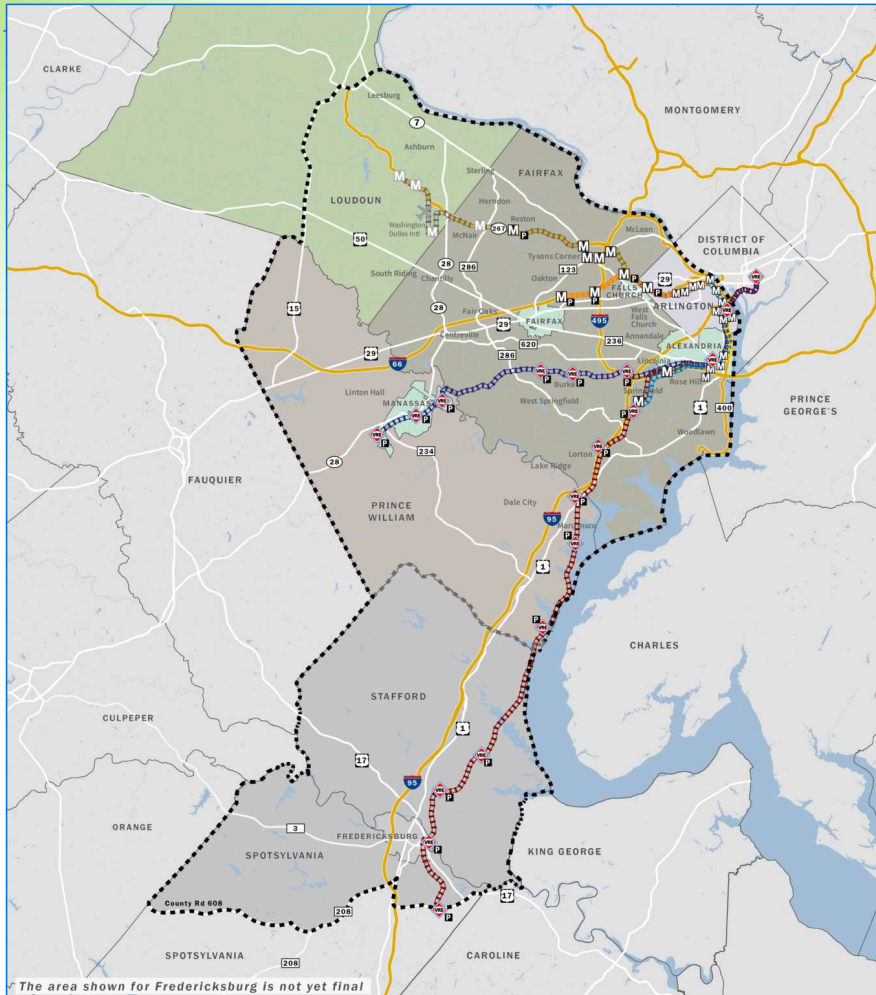 CLARKE
Leesburg
MONTGOMERY
7
Ashburn
Sterling
FAIRFAX
LOUDOUN
Herndon
Reston
Washington
Dulles Intl
McNair
267
P
McLean
DISTRICT OF
COLUMBIA
50
28
286
Tysons Corner
123
South Riding
Chantilly
Oakton
29
FALLS
CHURCH
ARLINGTON
15
28
Fair Oaks
29
FAIRFAX
495
West
Falls
Church
Annandale
Centreville
620
236
ALEXANDRIA
29
66
286
Lincolnia
Linton Hall
Burke
Springfield
Rose Hill
MANASSAS
West Springfield
1
400
PRINCE
GEORGE'S
Woodlawn
28
234
Lorton
Lake Ridge
FAUQUIER
PRINCE
WILLIAM
Dale City
95
Marumsco
1
CHARLES
STAFFORD
1
CULPEPER
17
95
VRE
P
ORANGE
3
FREDERICKSBURG
KING GEORGE
SPOTSYLVANIA
County Rd 608
208
17
SPOTSYLVANIA
208
CAROLINE
The area shown for Fredericksburg is not yet final